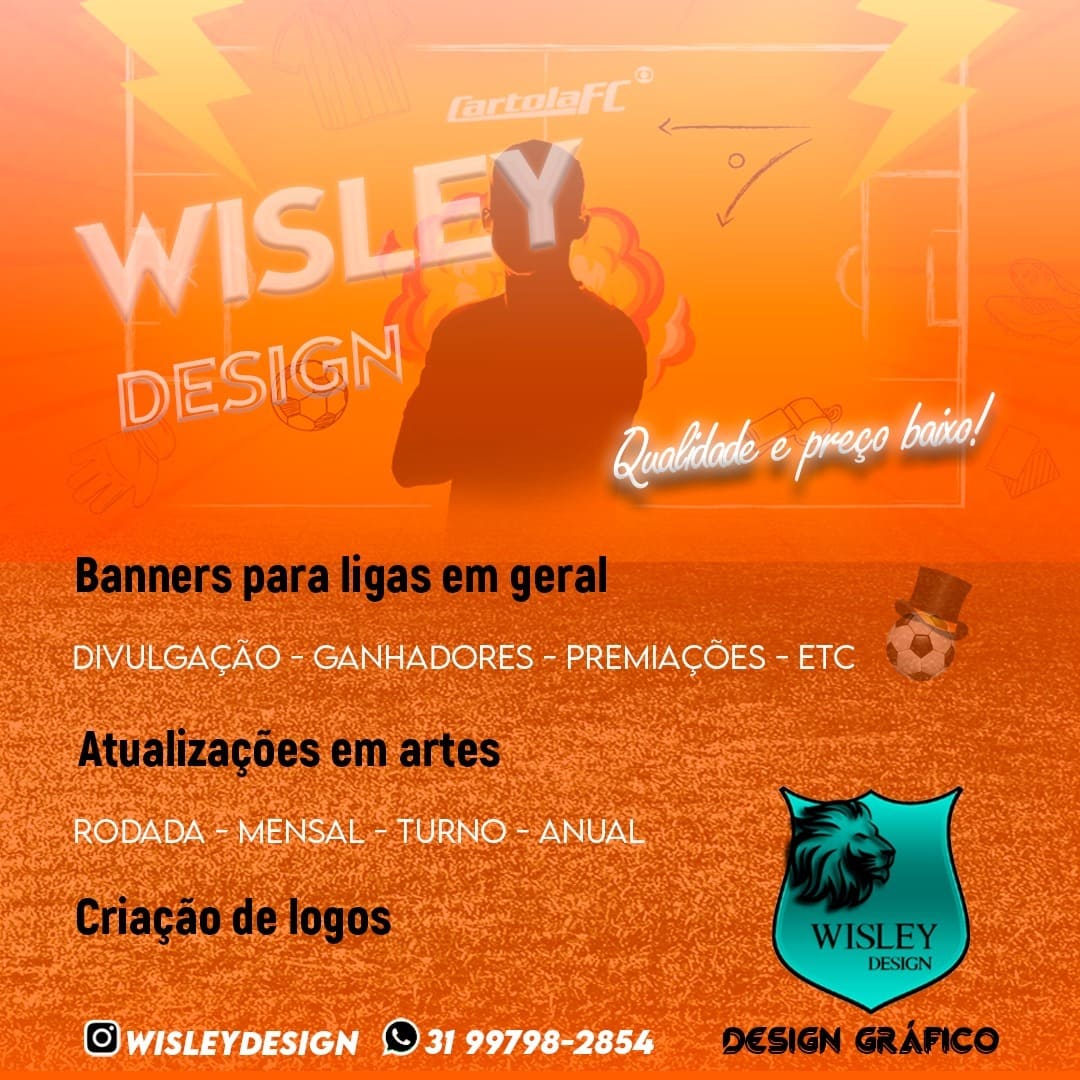 CartolaFC
WISLEY
DESIGN
Qualidade e preço baixo!
Banners para ligas em geral
DIVULGAÇÃO - GANHADORES - PREMIAÇÕES - ETC
Atualizações em artes
RODADA - MENSAL - TURNO - ANUAL
Criação de logos
WISLEY
DESIGN
WISLEYDESIGN 31 99798-2854
DESIGN GRÁFICO